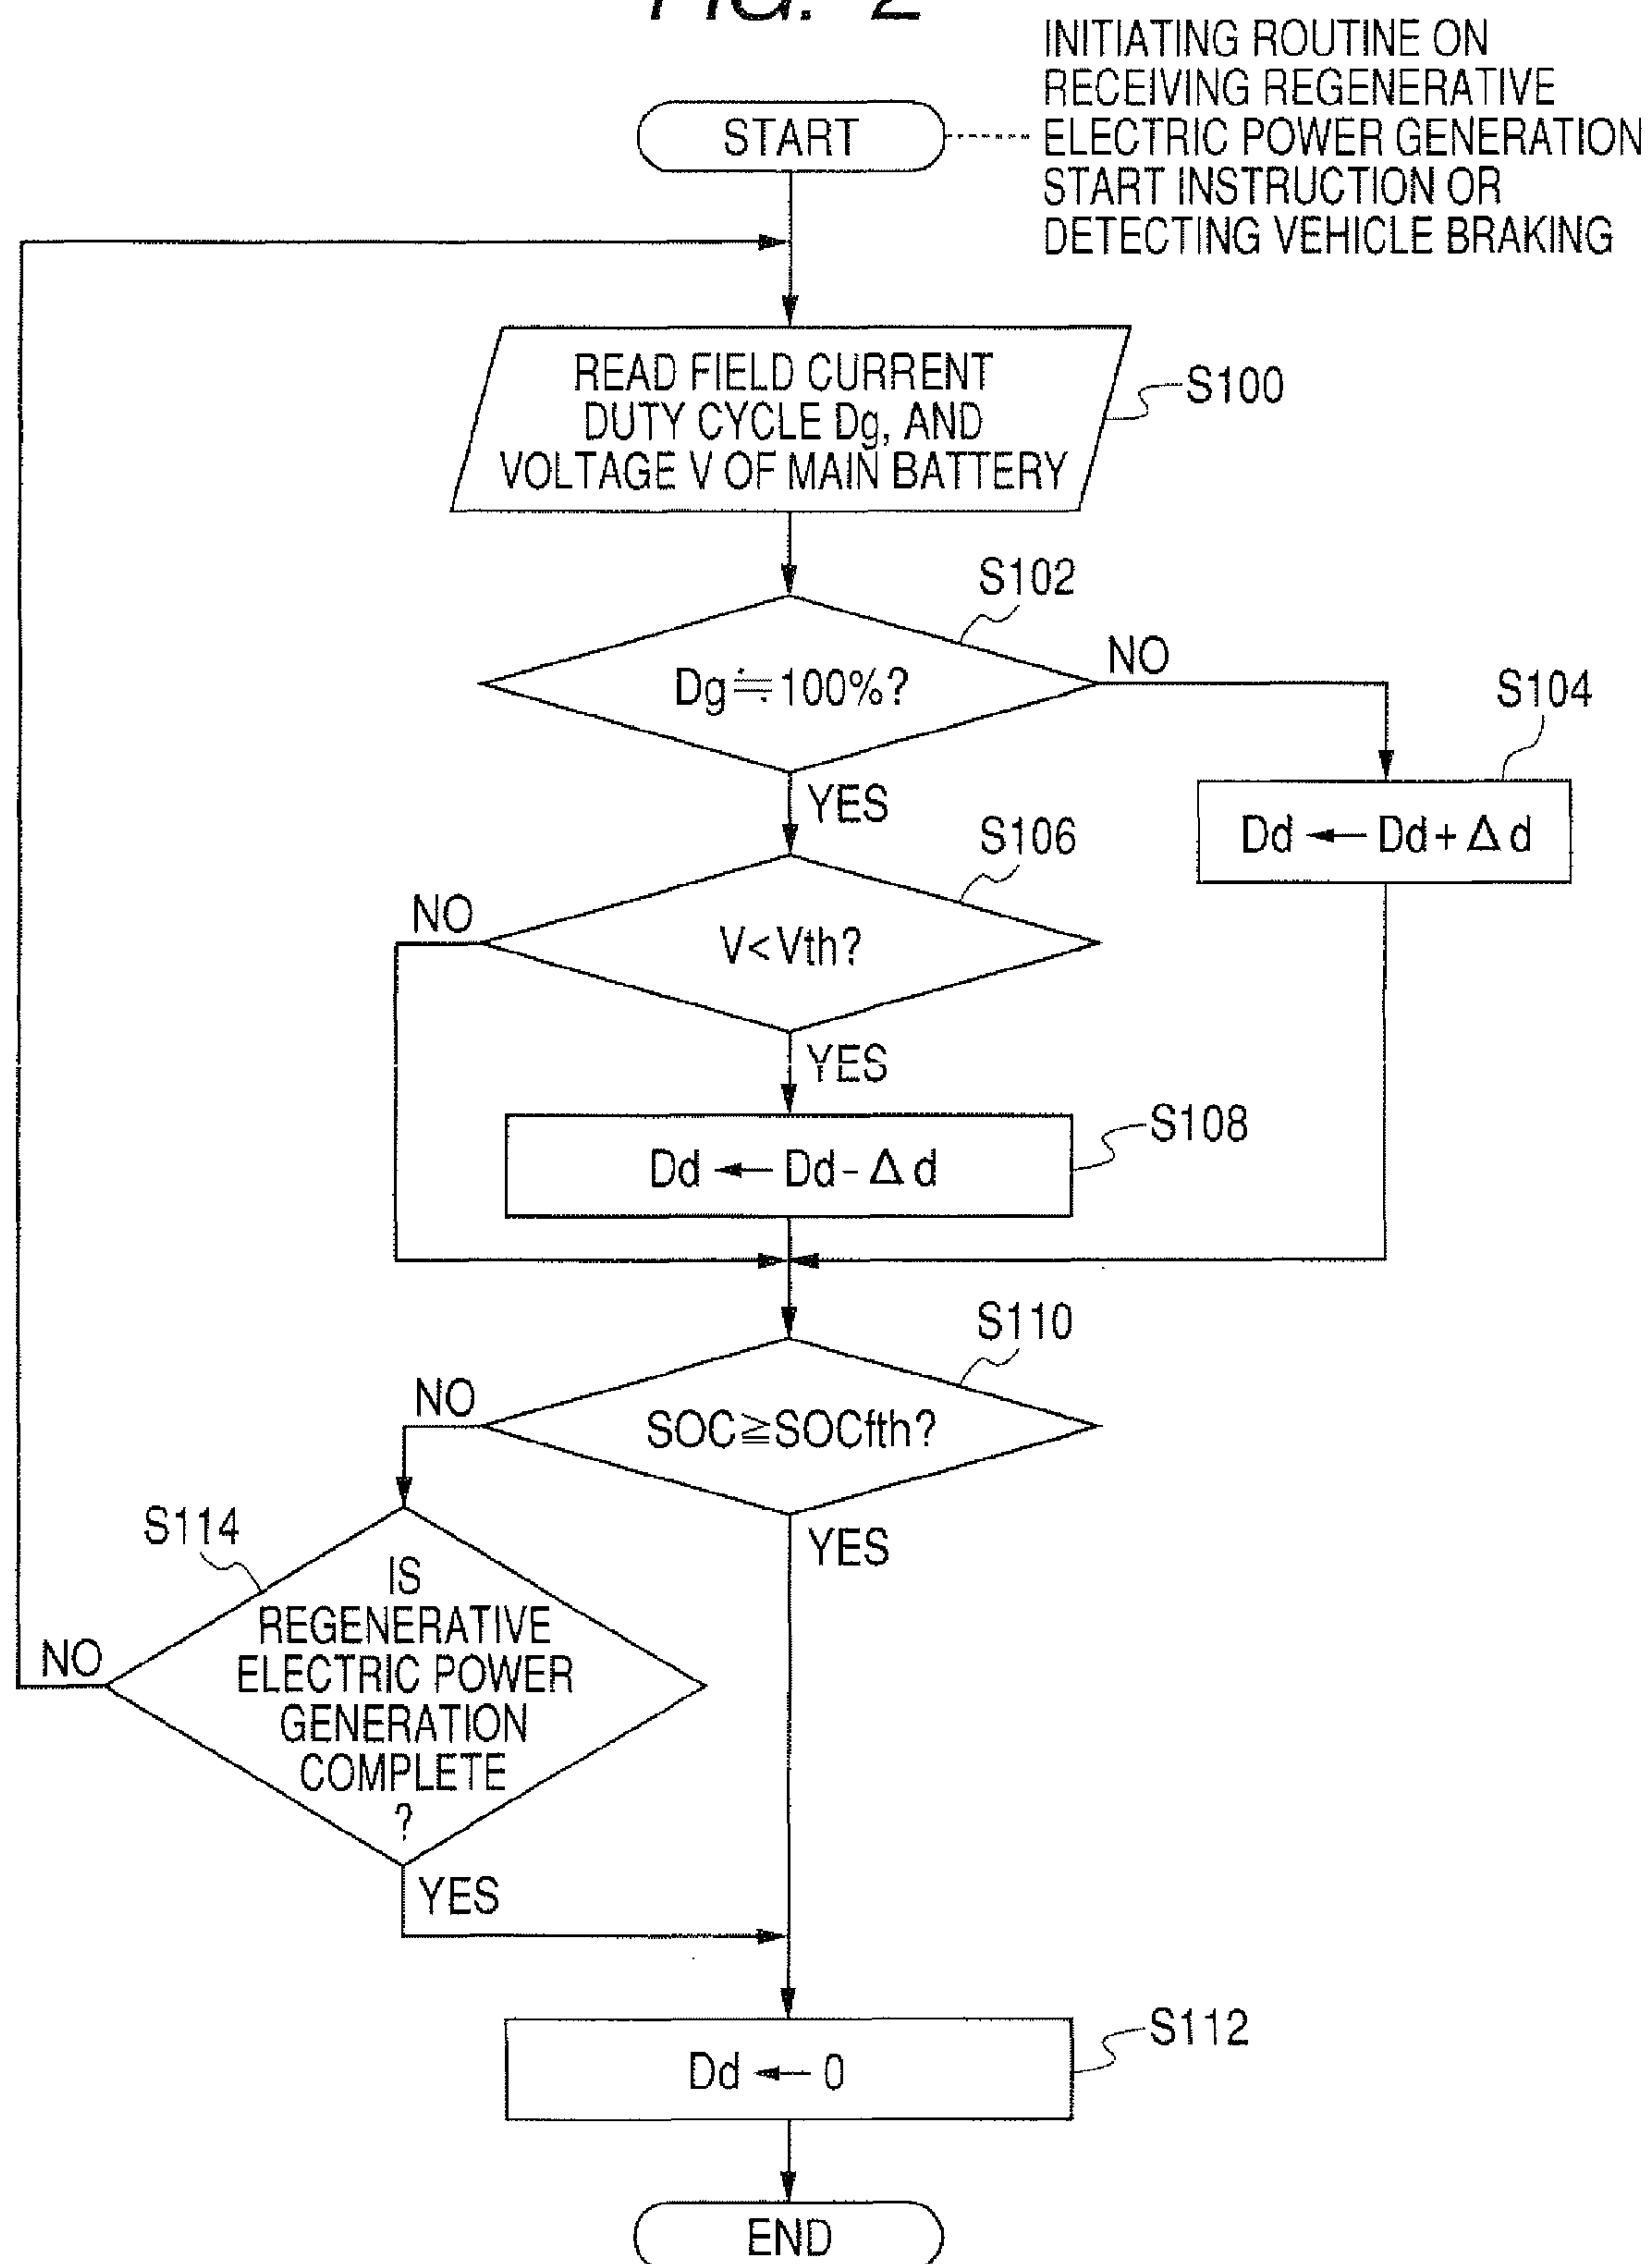 FIG. 2
INITIATING ROUTINE ON
RECEIVING REGENERATIVE
ELECTRIC POWER GENERATION
START INSTRUCTION OR
DETECTING VEHICLE BRAKING
START
READ FIELD CURRENT
DUTY CYCLE Dg, AND
VOLTAGE V OF MAIN BATTERY
S100
S102
Dg≒100%?
NO
YES
S104
Dd ← Dd + Δd
S106
V<Vth?
NO
YES
S108
Dd ← Dd - Δd
S110
SOC≧SOCfth?
NO
YES
S114
IS
REGENERATIVE
ELECTRIC POWER
GENERATION
COMPLETE
?
NO
YES
S112
Dd ← 0
END